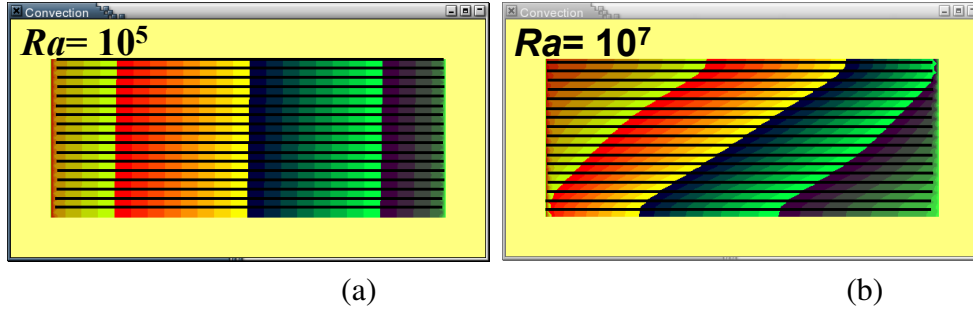 Convection
Ra= 10⁵
Convection
Ra= 10⁷
(a)
(b)